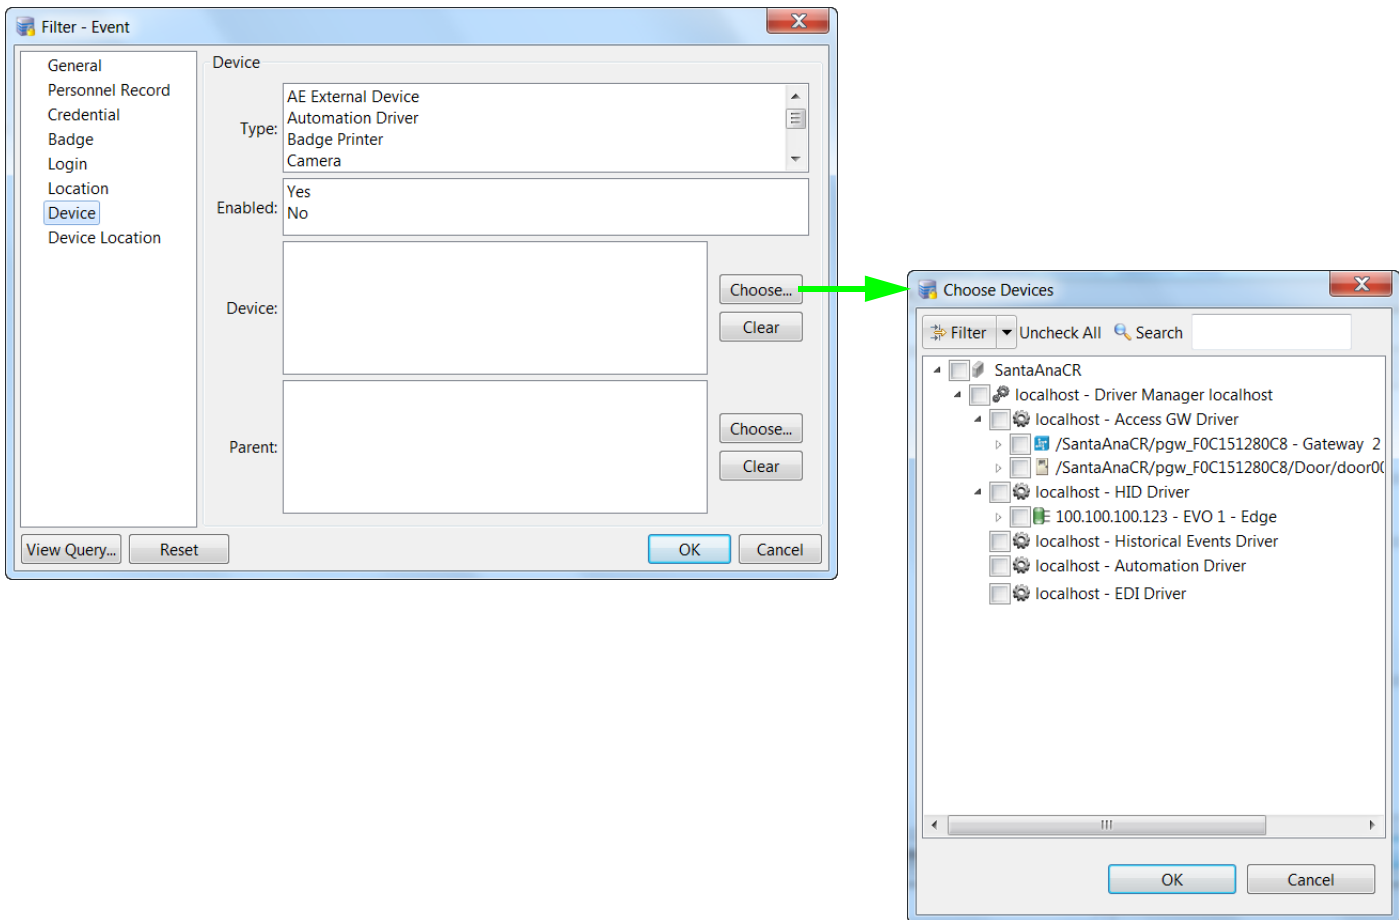 Filter - Event
General
Personnel Record
Credential
Badge
Login
Location
Device
Device Location
Device
Type:
AE External Device
Automation Driver
Badge Printer
Camera
Enabled:
Yes
No
Device:
Choose...
Clear
Parent:
Choose...
Clear
View Query...
Reset
OK
Cancel
Choose Devices
Filter
Uncheck All
Search
SantaAnaCR
localhost - Driver Manager localhost
localhost - Access GW Driver
/SantaAnaCR/pgw_F0C151280C8 - Gateway 2
/SantaAnaCR/pgw_F0C151280C8/Door/door0
localhost - HID Driver
100.100.100.123 - EVO 1 - Edge
localhost - Historical Events Driver
localhost - Automation Driver
localhost - EDI Driver
OK
Cancel